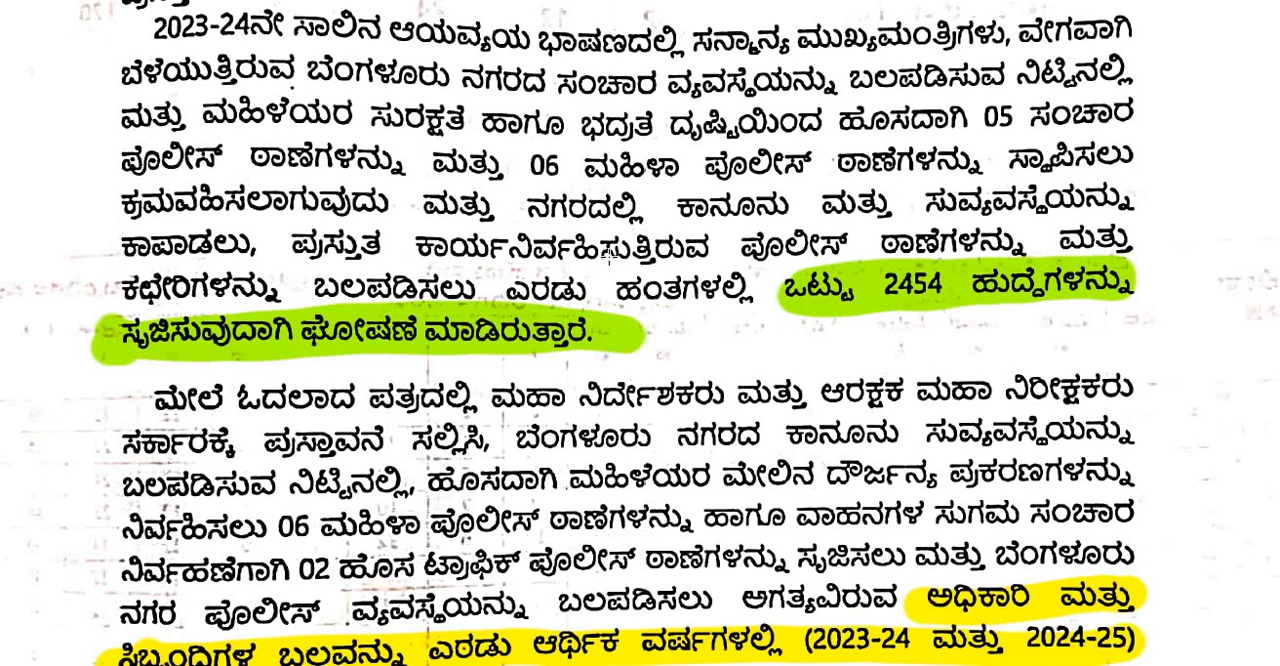 2023-24ನೇ ಸಾಲಿನ ಆಯವ್ಯಯ ಭಾಷಣದಲ್ಲಿ ಸನ್ಮಾನ್ಯ ಮುಖ್ಯಮಂತ್ರಿಗಳು, ವೇಗವಾಗಿ
ಬೆಳೆಯುತ್ತಿರುವ ಬೆಂಗಳೂರು ನಗರದ ಸಂಚಾರ ವ್ಯವಸ್ಥೆಯನ್ನು ಬಲಪಡಿಸುವ ನಿಟ್ಟಿನಲ್ಲಿ
ಮತ್ತು ಮಹಿಳೆಯರ ಸುರಕ್ಷತೆ ಹಾಗೂ ಭದ್ರತೆ ದೃಷ್ಟಿಯಿಂದ ಹೊಸದಾಗಿ 05 ಸಂಚಾರ
ಪೊಲೀಸ್ ಠಾಣೆಗಳನ್ನು ಮತ್ತು 06 ಮಹಿಳಾ ಪೊಲೀಸ್ ಠಾಣೆಗಳನ್ನು ಸ್ಥಾಪಿಸಲು
ಕ್ರಮವಹಿಸಲಾಗುವುದು ಮತ್ತು ನಗರದಲ್ಲಿ ಕಾನೂನು ಮತ್ತು ಸುವ್ಯವಸ್ಥೆಯನ್ನು
ಕಾಪಾಡಲು, ಪ್ರಸ್ತುತ ಕಾರ್ಯನಿರ್ವಹಿಸುತ್ತಿರುವ ಪೊಲೀಸ್ ಠಾಣೆಗಳನ್ನು ಮತ್ತು
ಕಛೇರಿಗಳನ್ನು ಬಲಪಡಿಸಲು ಎರಡು ಹಂತಗಳಲ್ಲಿ ಒಟ್ಟು 2454 ಹುದ್ದೆಗಳನ್ನು
ಸೃಜಿಸುವುದಾಗಿ ಘೋಷಣೆ ಮಾಡಿರುತ್ತಾರೆ.
ಮೇಲೆ ಓದಲಾದ ಪತ್ರದಲ್ಲಿ ಮಹಾ ನಿರ್ದೇಶಕರು ಮತ್ತು ಆರಕ್ಷಕ ಮಹಾ ನಿರೀಕ್ಷಕರು
ಸರ್ಕಾರಕ್ಕೆ ಪ್ರಸ್ತಾವನೆ ಸಲ್ಲಿಸಿ, ಬೆಂಗಳೂರು ನಗರದ ಕಾನೂನು ಸುವ್ಯವಸ್ಥೆಯನ್ನು
ಬಲಪಡಿಸುವ ನಿಟ್ಟಿನಲ್ಲಿ, ಹೊಸದಾಗಿ ಮಹಿಳೆಯರ ಮೇಲಿನ ದೌರ್ಜನ್ಯ ಪ್ರಕರಣಗಳನ್ನು
ನಿರ್ವಹಿಸಲು 06 ಮಹಿಳಾ ಪೊಲೀಸ್ ಠಾಣೆಗಳನ್ನು ಹಾಗೂ ವಾಹನಗಳ ಸುಗಮ ಸಂಚಾರ
ನಿರ್ವಹಣೆಗಾಗಿ 02 ಹೊಸ ಟ್ರಾಫಿಕ್ ಪೊಲೀಸ್ ಠಾಣೆಗಳನ್ನು ಸೃಜಿಸಲು ಮತ್ತು ಬೆಂಗಳೂರು
ನಗರ ಪೊಲೀಸ್ ವ್ಯವಸ್ಥೆಯನ್ನು ಬಲಪಡಿಸಲು ಅಗತ್ಯವಿರುವ ಅಧಿಕಾರಿ ಮತ್ತು
ಸಿಬ್ಬಂದಿಗಳ ಬಲವನ್ನು ಎರಡು ಆರ್ಥಿಕ ವರ್ಷಗಳಲ್ಲಿ (2023-24 ಮತ್ತು 2024-25)